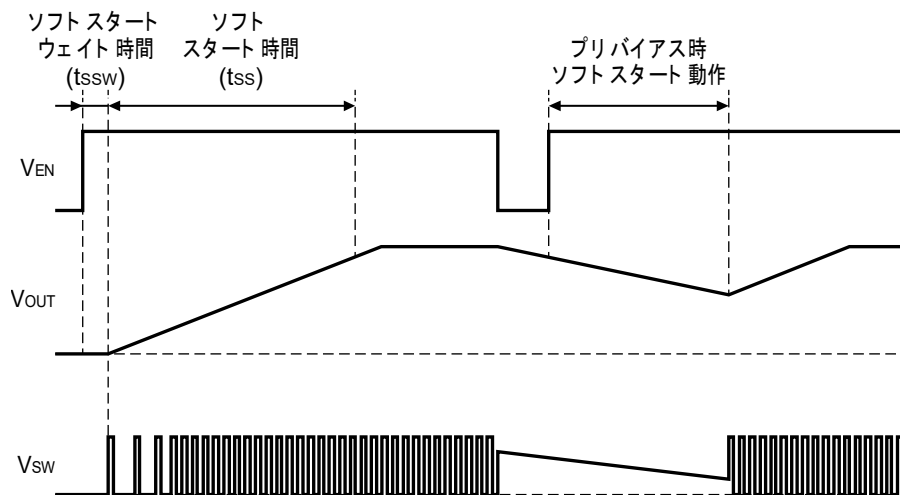 ソフト スタート
ウェイト 時間
(tssw)
ソフト
スタート 時間
(tss)
プリ バイアス時
ソフト スタート 動作
VEN
VOUT
VSW